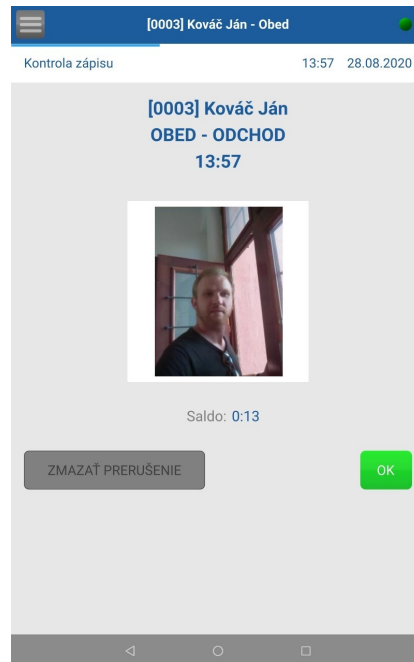 [0003] Kováč Ján - Obed
Kontrola zápisu 13:57 28.08.2020
[0003] Kováč Ján
OBED - ODCHOD
13:57
Saldo: 0:13
ZMAZAŤ PRERUŠENIE OK